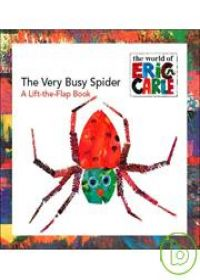 the world of
ERIC CARLE
The Very Busy Spider
A Lift-the-Flap Book